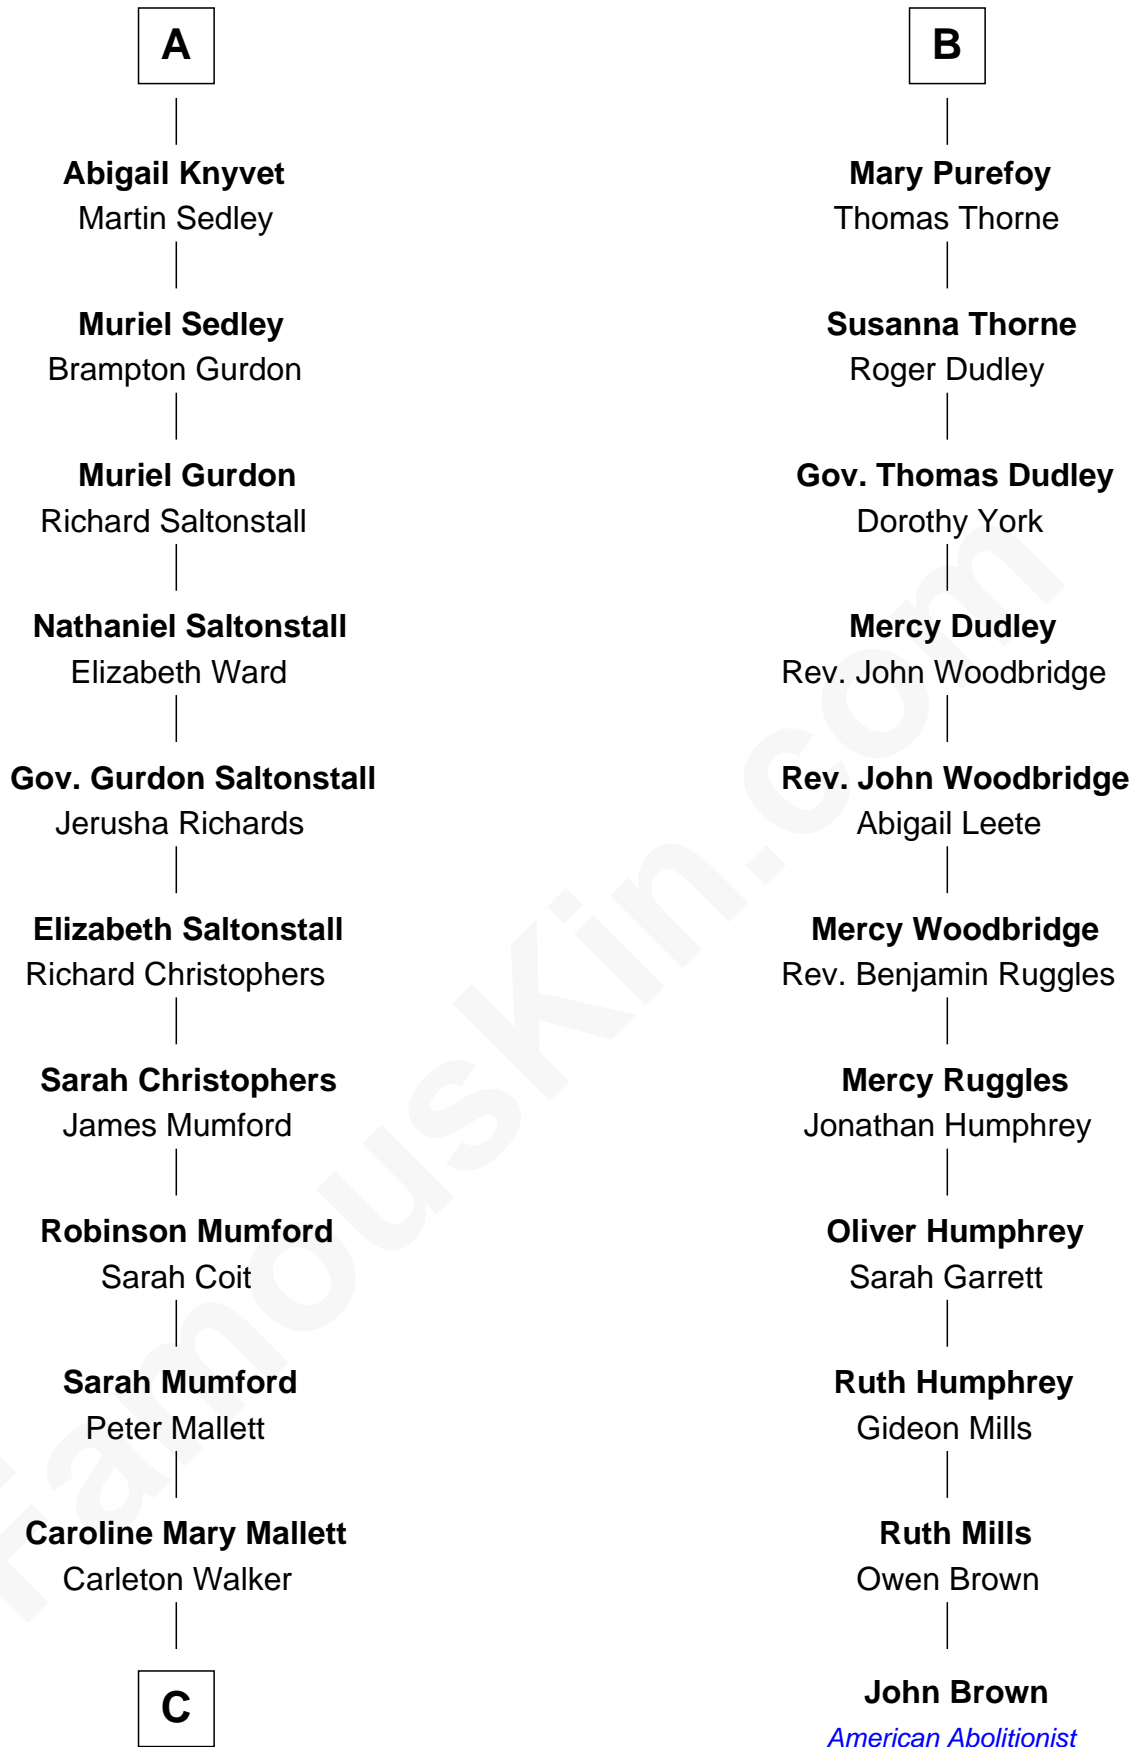 A
Abigail Knyvet
Martin Sedley
Muriel Sedley
Brampton Gurdon
Muriel Gurdon
Richard Saltonstall
Nathaniel Saltonstall
Elizabeth Ward
Gov. Gurdon Saltonstall
Jerusha Richards
Elizabeth Saltonstall
Richard Christophers
Sarah Christophers
James Mumford
Robinson Mumford
Sarah Coit
Sarah Mumford
Peter Mallett
Caroline Mary Mallett
Carleton Walker
C
B
Mary Purefoy
Thomas Thorne
Susanna Thorne
Roger Dudley
Gov. Thomas Dudley
Dorothy York
Mercy Dudley
Rev. John Woodbridge
Rev. John Woodbridge
Abigail Leete
Mercy Woodbridge
Rev. Benjamin Ruggles
Mercy Ruggles
Jonathan Humphrey
Oliver Humphrey
Sarah Garrett
Ruth Humphrey
Gideon Mills
Ruth Mills
Owen Brown
John Brown
American Abolitionist
FamousKin.com